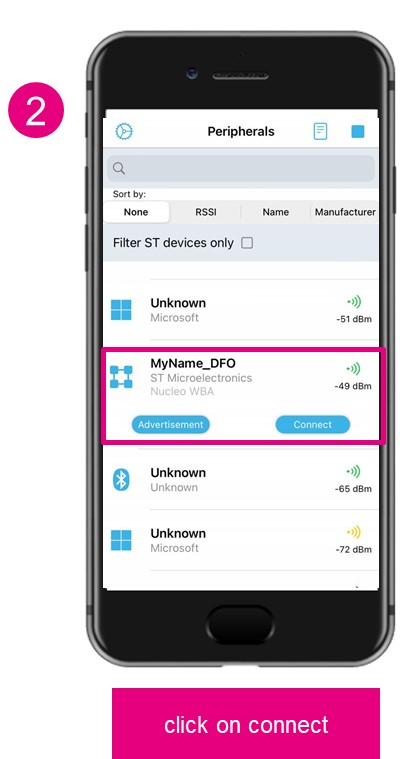 2
Peripherals
Sort by:
None RSSI Name Manufacturer
Filter ST devices only
Unknown
Microsoft
-51 dBm
MyName_DFO
ST Microelectronics
Nucleo WBA
-49 dBm
Advertisement Connect
Unknown
Unknown
-65 dBm
Unknown
Microsoft
-72 dBm
click on connect